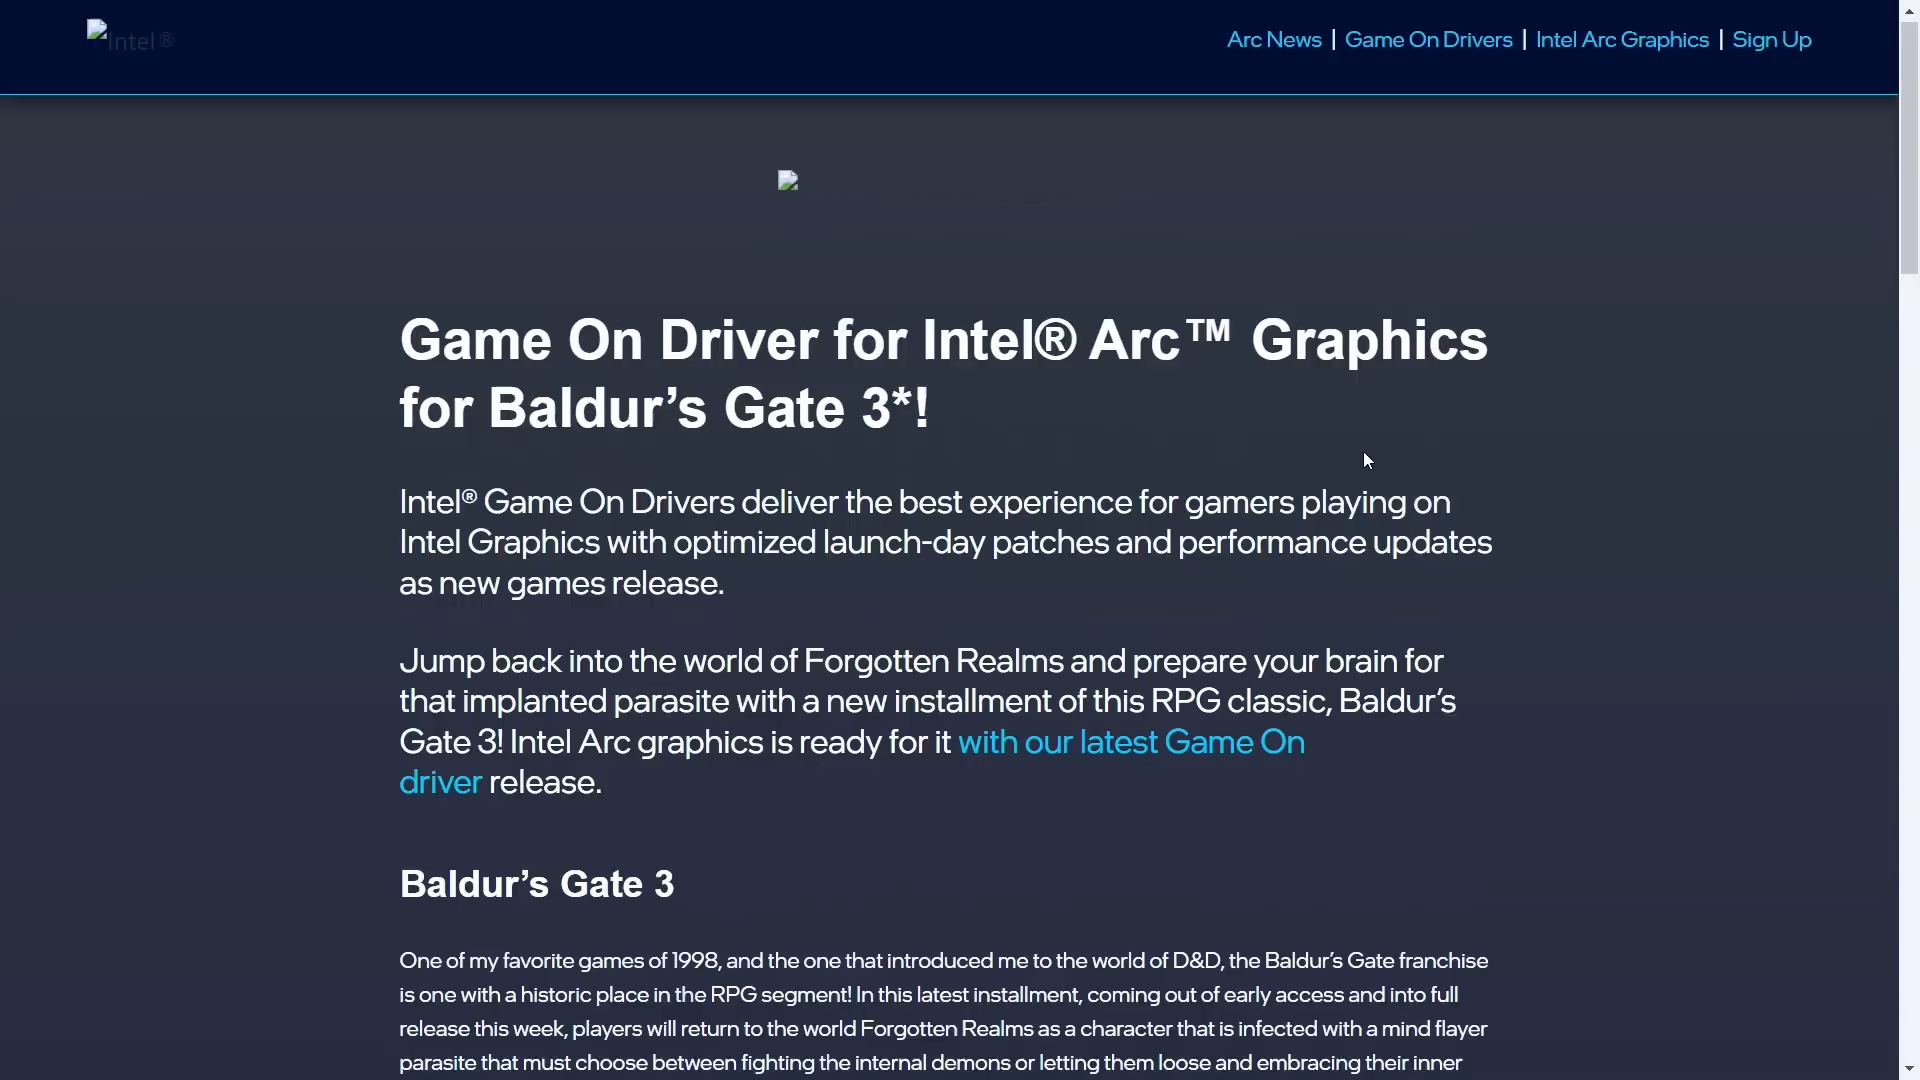 Intel®
Arc News | Game On Drivers | Intel Arc Graphics | Sign Up
Game On Driver for Intel® Arc™ Graphics
for Baldur’s Gate 3*!
Intel® Game On Drivers deliver the best experience for gamers playing on
Intel Graphics with optimized launch-day patches and performance updates
as new games release.
Jump back into the world of Forgotten Realms and prepare your brain for
that implanted parasite with a new installment of this RPG classic, Baldur’s
Gate 3! Intel Arc graphics is ready for it with our latest Game On
driver release.
Baldur’s Gate 3
One of my favorite games of 1998, and the one that introduced me to the world of D&D, the Baldur’s Gate franchise
is one with a historic place in the RPG segment! In this latest installment, coming out of early access and into full
release this week, players will return to the world Forgotten Realms as a character that is infected with a mind flayer
parasite that must choose between fighting the internal demons or letting them loose and embracing their inner